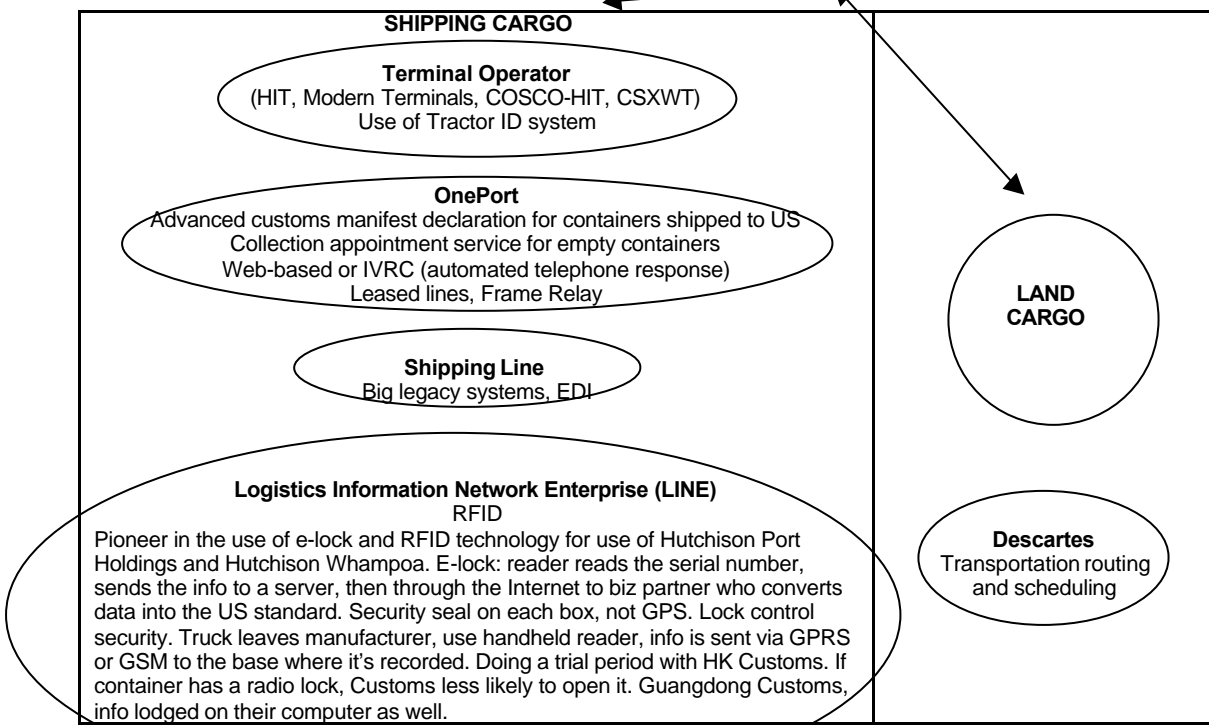 SHIPPING CARGO
Terminal Operator
(HIT, Modern Terminals, COSCO-HIT, CSXWT)
Use of Tractor ID system
OnePort
Advanced customs manifest declaration for containers shipped to US
Collection appointment service for empty containers
Web-based or IVRC (automated telephone response)
Leased lines, Frame Relay
Shipping Line
Big legacy systems, EDI
Logistics Information Network Enterprise (LINE)
RFID
Pioneer in the use of e-lock and RFID technology for use of Hutchison Port
Holdings and Hutchison Whampoa. E-lock: reader reads the serial number,
sends the info to a server, then through the Internet to biz partner who converts
data into the US standard. Security seal on each box, not GPS. Lock control
security. Truck leaves manufacturer, use handheld reader, info is sent via GPRS
or GSM to the base where it's recorded. Doing a trial period with HK Customs. If
container has a radio lock, Customs less likely to open it. Guangdong Customs,
info lodged on their computer as well.
LAND
CARGO
Descartes
Transportation routing
and scheduling